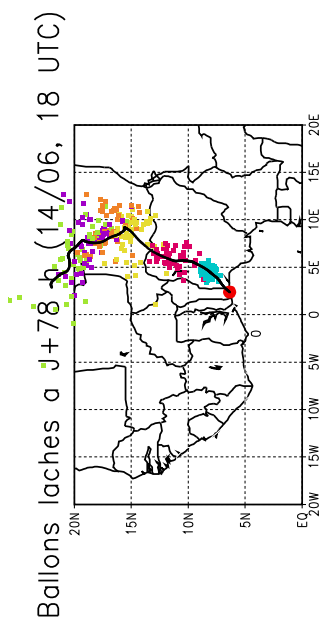 Ballons laches a J+78 h (14/06, 18 UTC)
20N
15N
10N
5N
EQ
20W
15W
10W
5W
0
5E
10E
15E
20E
0